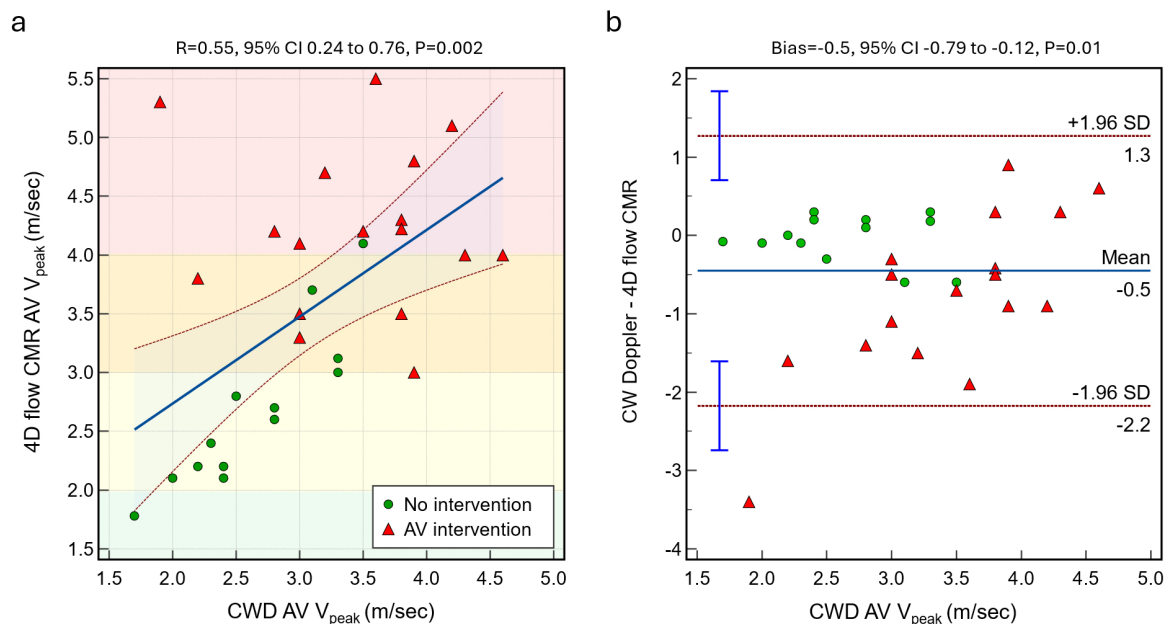 a
R=0.55, 95% CI 0.24 to 0.76, P=0.002
4D flow CMR AV Vpeak (m/sec)
5.5
5.0
4.5
4.0
3.5
3.0
2.5
2.0
1.5
No intervention
AV intervention
1.5 2.0 2.5 3.0 3.5 4.0 4.5 5.0
CWD AV Vpeak (m/sec)
b
Bias=-0.5, 95% CI -0.79 to -0.12, P=0.01
CW Doppler - 4D flow CMR
2
1
0
-1
-2
-3
-4
+1.96 SD
1.3
Mean
-0.5
-1.96 SD
-2.2
1.5 2.0 2.5 3.0 3.5 4.0 4.5 5.0
CWD AV Vpeak (m/sec)